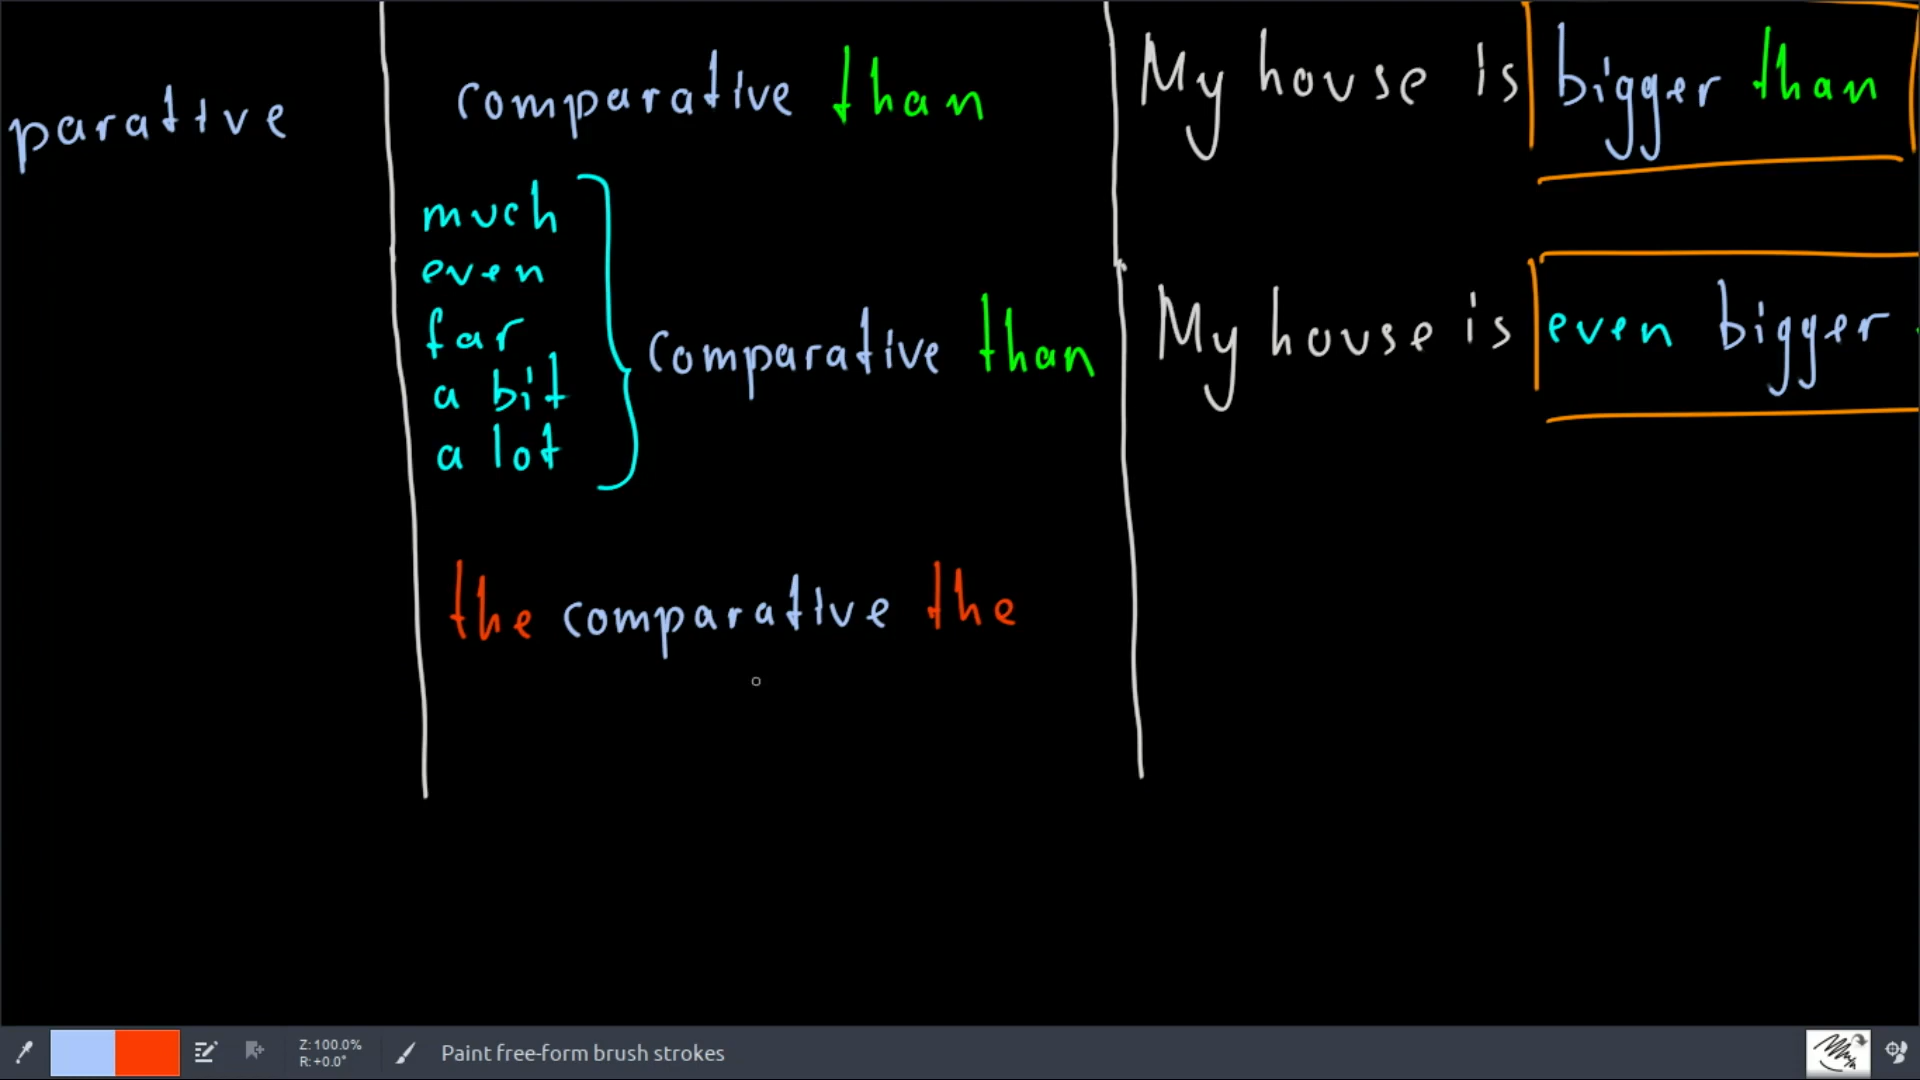 parative
comparative than
much
even
far
a bit
a lot
comparative than
the comparative the
My house is bigger than
My house is even bigger
Z: 100.0%
R: +0.0°
Paint free-form brush strokes